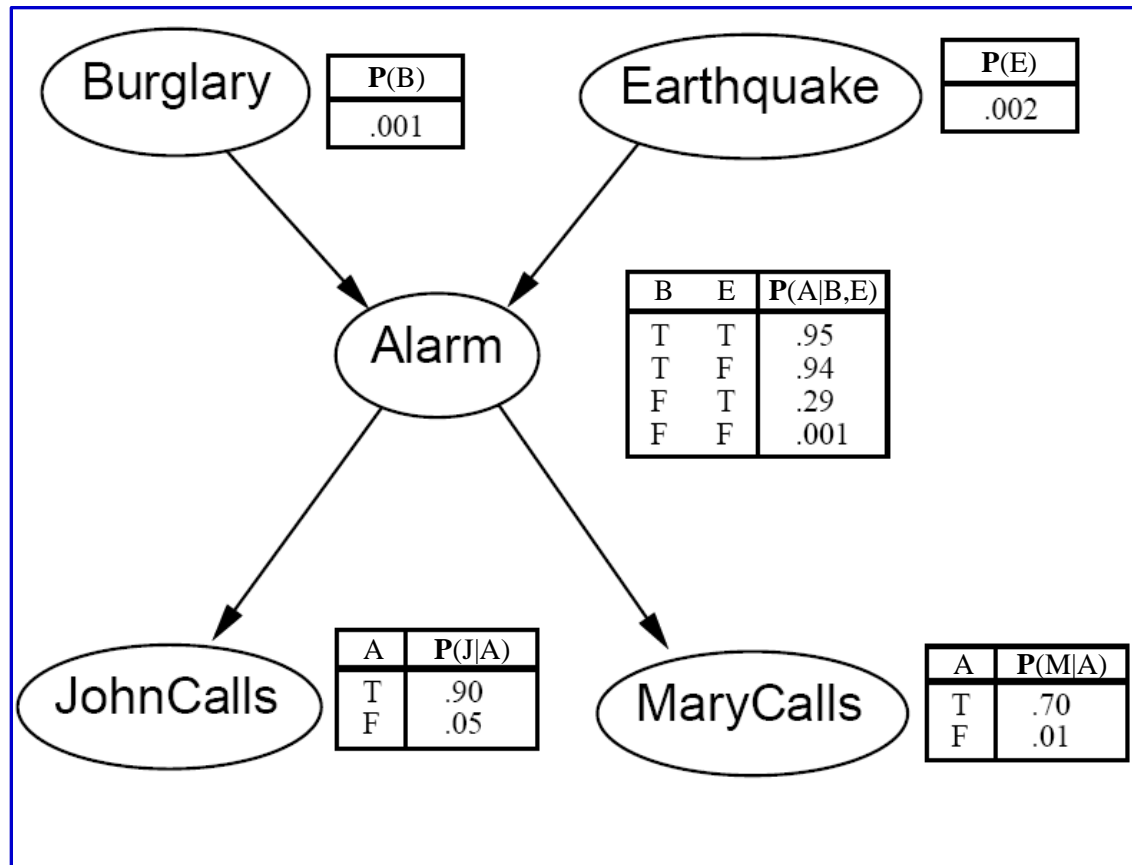 Burglary
P(B)
.001
Earthquake
P(E)
.002
Alarm
B E P(A|B,E)
T T .95
T F .94
F T .29
F F .001
JohnCalls
A P(J|A)
T .90
F .05
MaryCalls
A P(M|A)
T .70
F .01